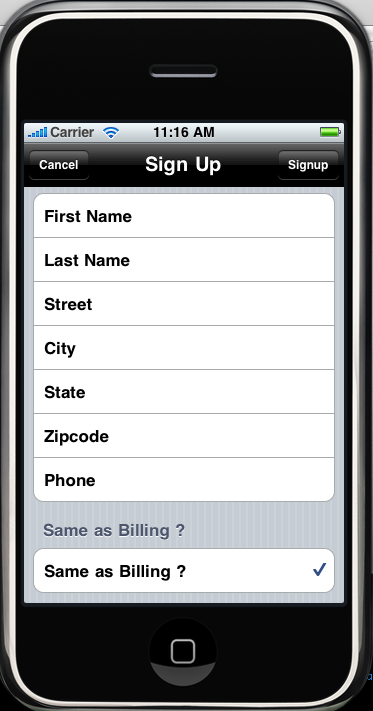 Carrier 11:16 AM
Cancel Sign Up Signup
First Name
Last Name
Street
City
State
Zipcode
Phone
Same as Billing ?
Same as Billing ?